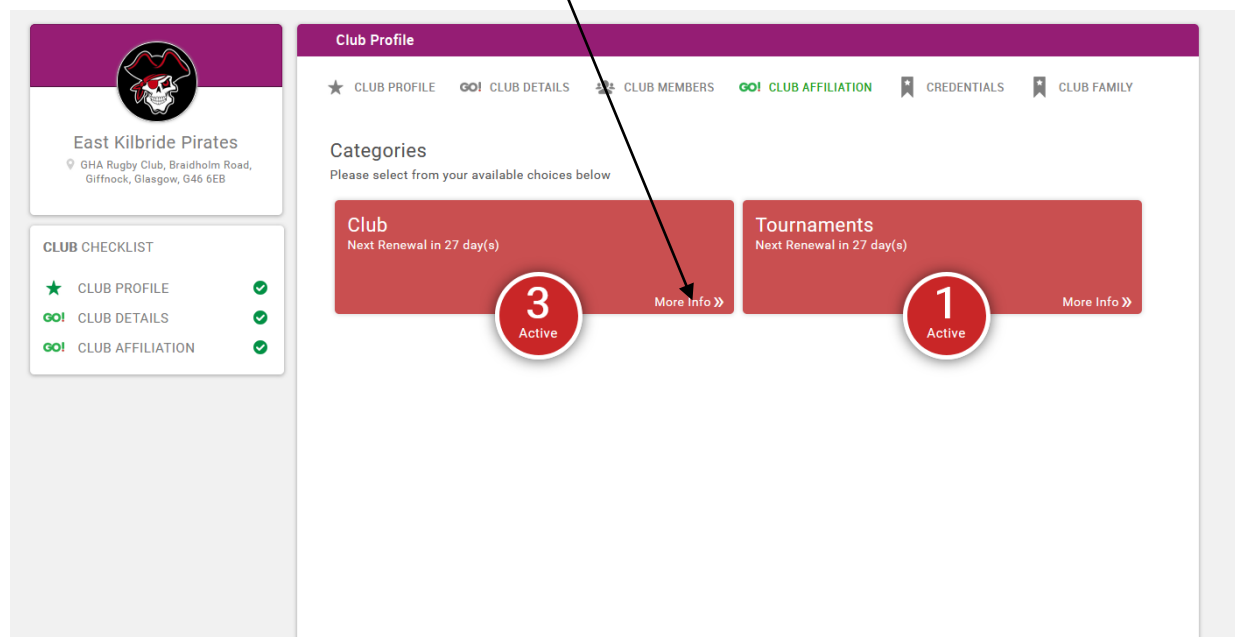 East Kilbride Pirates
GHA Rugby Club, Braidholm Road,
Giffnock, Glasgow, G46 6EB
CLUB CHECKLIST
CLUB PROFILE
GO! CLUB DETAILS
GO! CLUB AFFILIATION
Club Profile
CLUB PROFILE GO! CLUB DETAILS CLUB MEMBERS GO! CLUB AFFILIATION CREDENTIALS CLUB FAMILY
Categories
Please select from your available choices below
Club
Next Renewal in 27 day(s)
3
Active
More Info »
Tournaments
Next Renewal in 27 day(s)
1
Active
More Info »